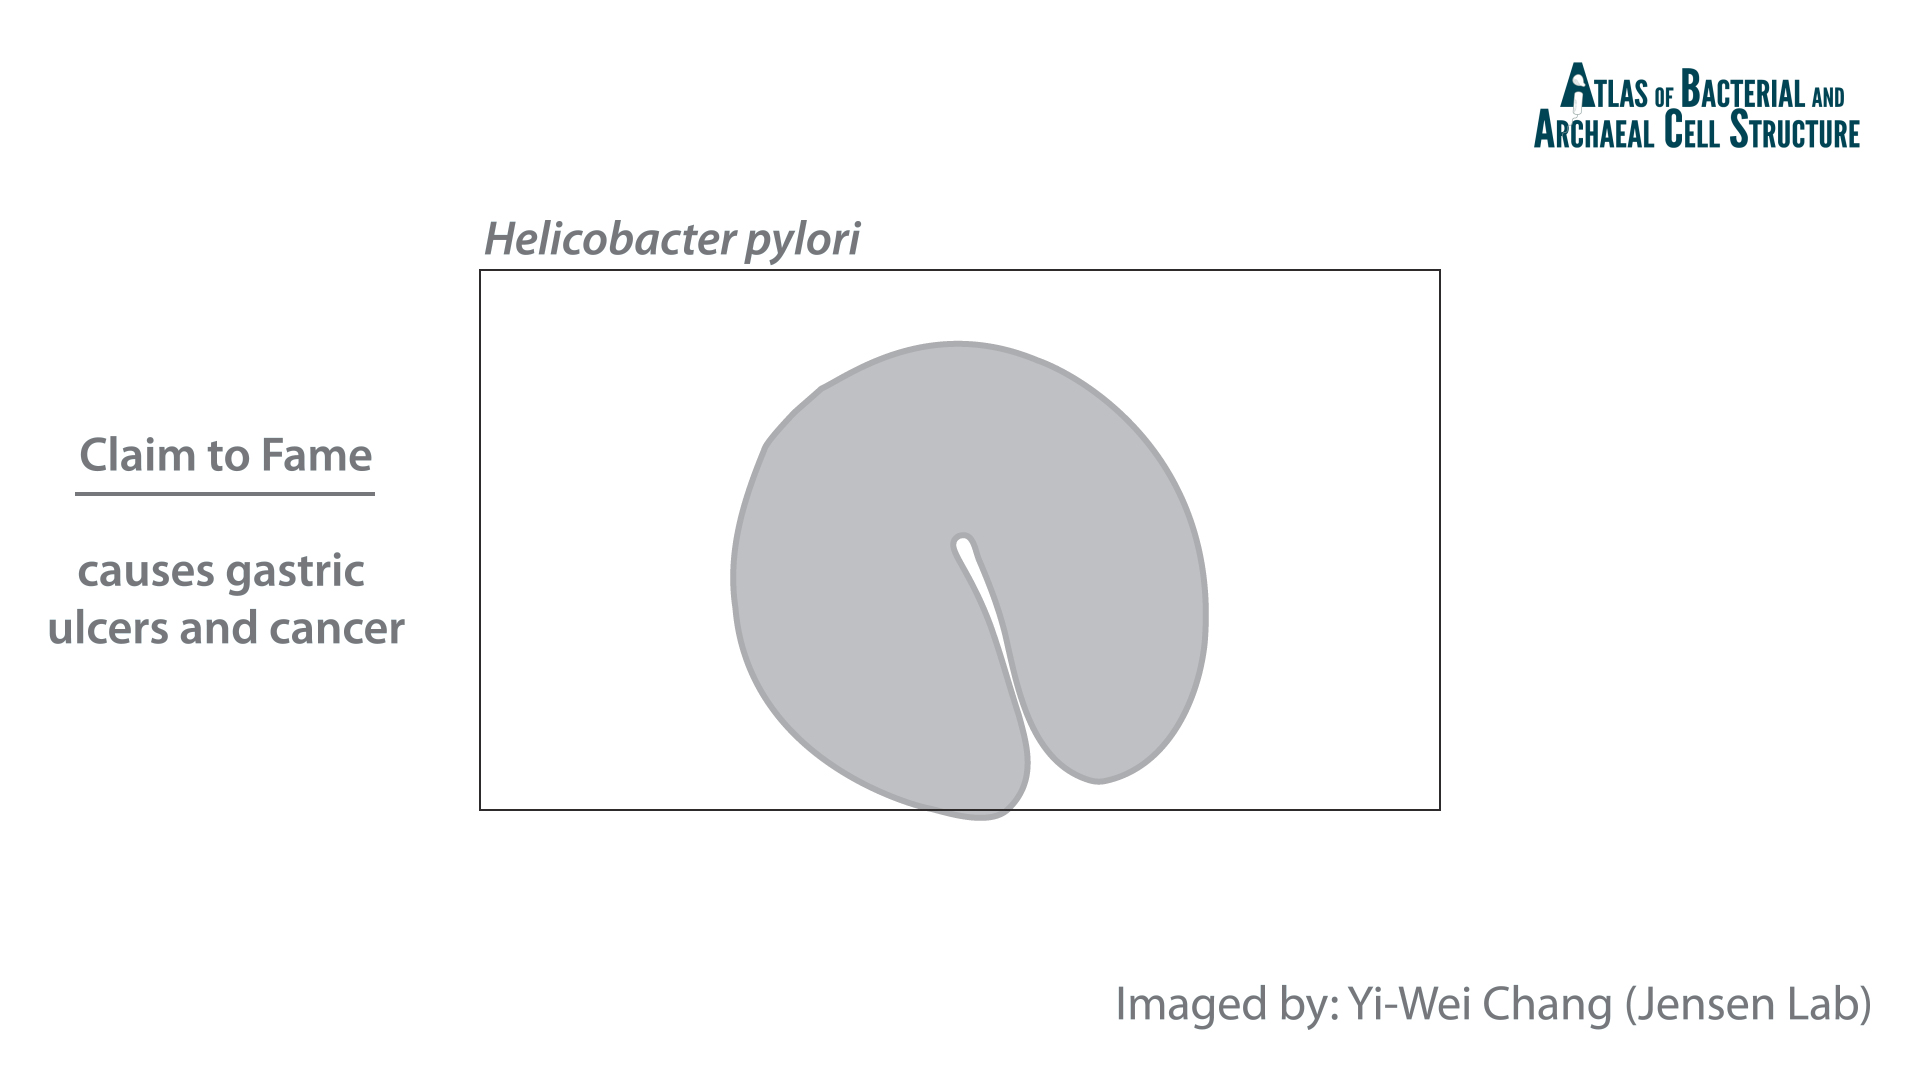 Atlas of Bacterial and
Archaeal Cell Structure
Helicobacter pylori
Claim to Fame
causes gastric
ulcers and cancer
Imaged by: Yi-Wei Chang (Jensen Lab)